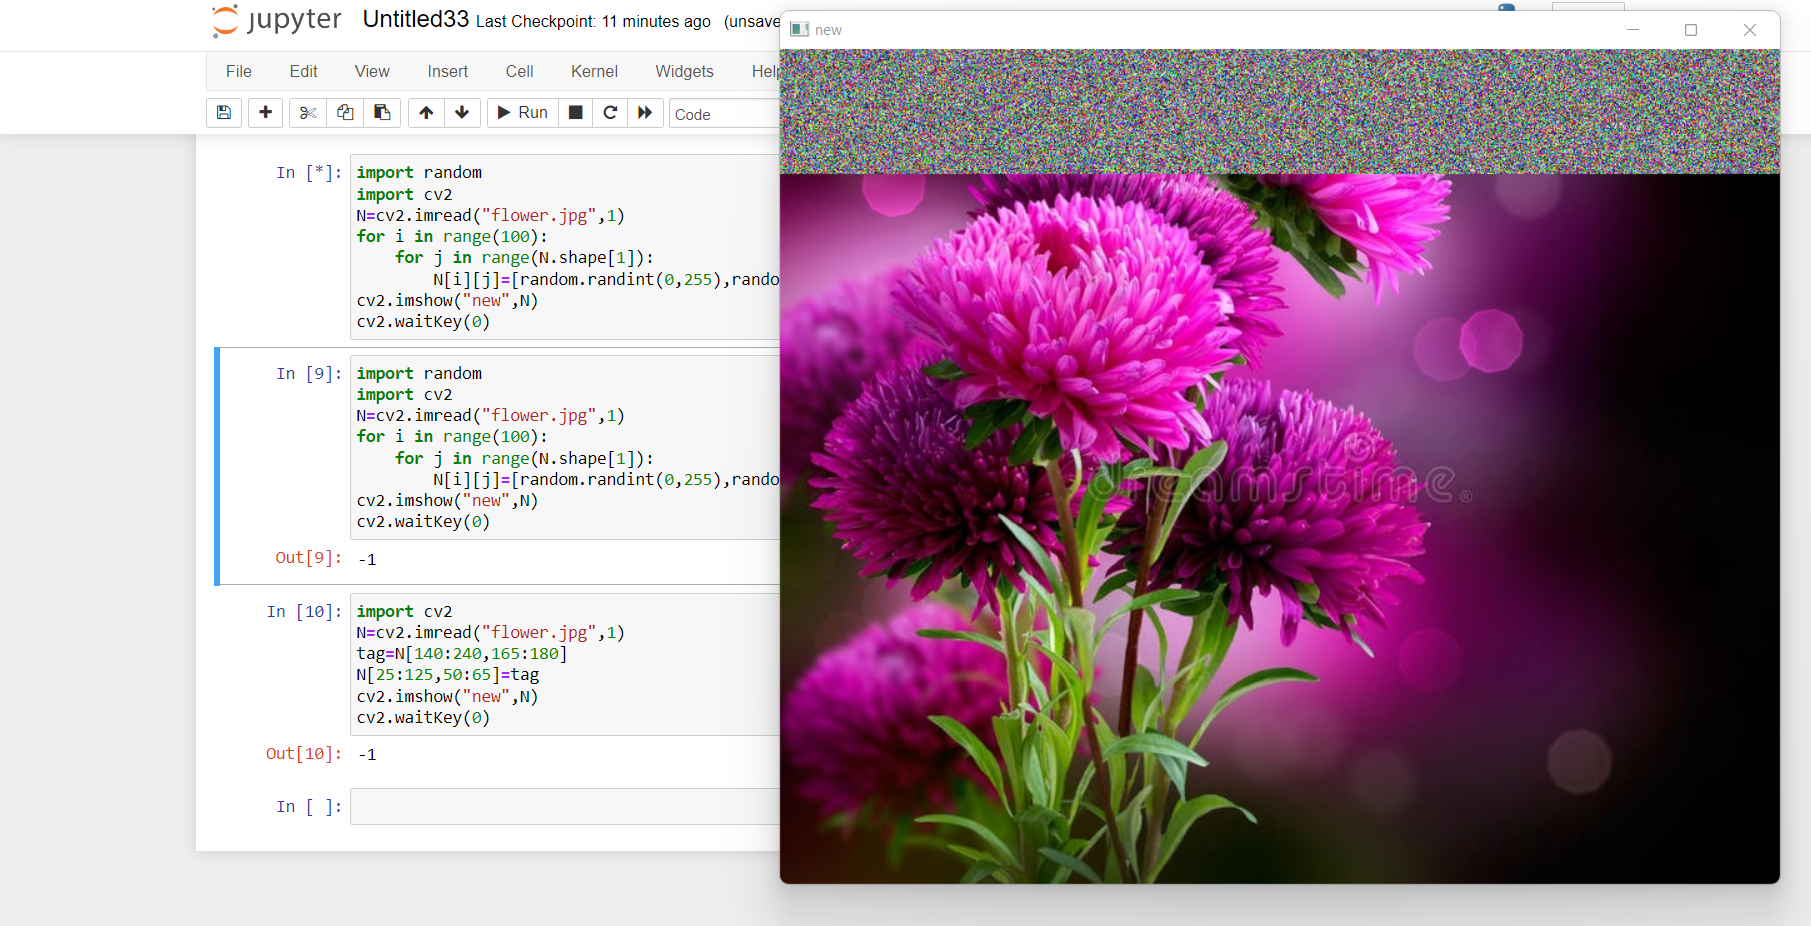 jupyter Untitled33 Last Checkpoint: 11 minutes ago (unsave
File Edit View Insert Cell Kernel Widgets Help
Run Code
In [*]:
import random
import cv2
N=cv2.imread("flower.jpg",1)
for i in range(100):
    for j in range(N.shape[1]):
        N[i][j]=[random.randint(0,255),rando
cv2.imshow("new",N)
cv2.waitKey(0)
In [9]:
import random
import cv2
N=cv2.imread("flower.jpg",1)
for i in range(100):
    for j in range(N.shape[1]):
        N[i][j]=[random.randint(0,255),rando
cv2.imshow("new",N)
cv2.waitKey(0)
Out[9]: -1
In [10]:
import cv2
N=cv2.imread("flower.jpg",1)
tag=N[140:240,165:180]
N[25:125,50:65]=tag
cv2.imshow("new",N)
cv2.waitKey(0)
Out[10]: -1
In [ ]:
new
dreamstime®